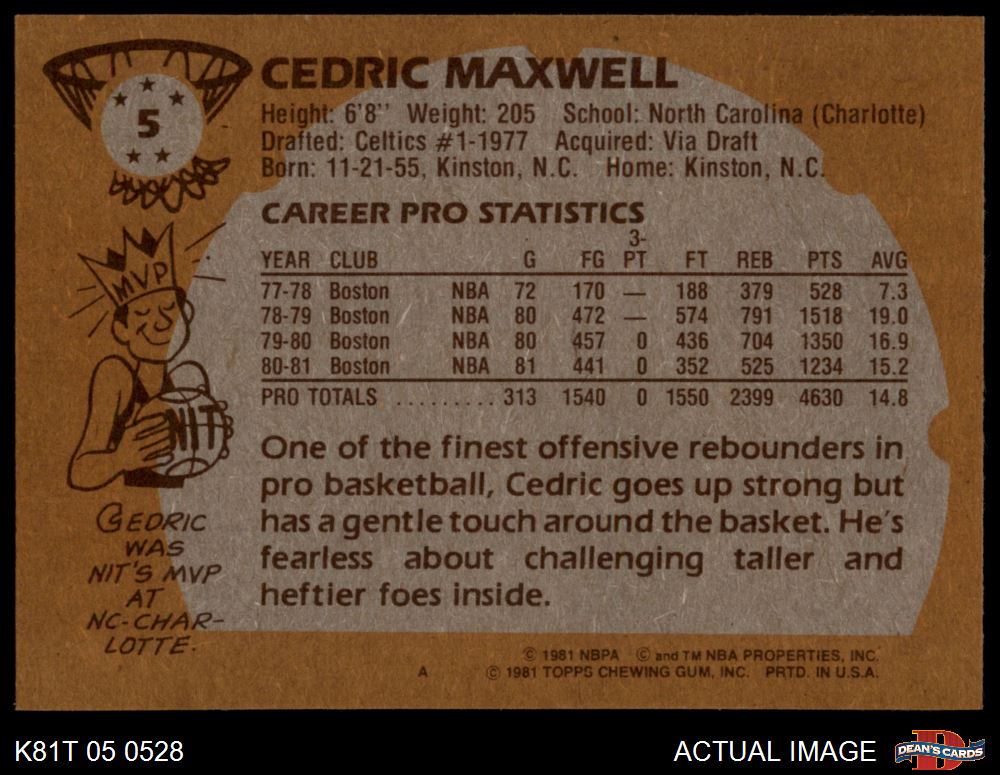 5
CEDRIC MAXWELL
Height: 6'8'' Weight: 205 School: North Carolina (Charlotte)
Drafted: Celtics #1-1977 Acquired: Via Draft
Born: 11-21-55, Kinston, N.C. Home: Kinston, N.C.
CAREER PRO STATISTICS
YEAR CLUB G FG 3-PT FT REB PTS AVG
77-78 Boston NBA 72 170 — 188 379 528 7.3
78-79 Boston NBA 80 472 — 574 791 1518 19.0
79-80 Boston NBA 80 457 0 436 704 1350 16.9
80-81 Boston NBA 81 441 0 352 525 1234 15.2
PRO TOTALS .......... 313 1540 0 1550 2399 4630 14.8
One of the finest offensive rebounders in
pro basketball, Cedric goes up strong but
has a gentle touch around the basket. He's
fearless about challenging taller and
heftier foes inside.
MVP
NIT
CEDRIC
WAS
NIT'S MVP
AT
NC-CHAR-
LOTTE.
© 1981 NBPA © and TM NBA PROPERTIES, INC.
A © 1981 TOPPS CHEWING GUM, INC. PRTD. IN U.S.A.
K81T 05 0528
ACTUAL IMAGE
D
DEAN'S CARDS